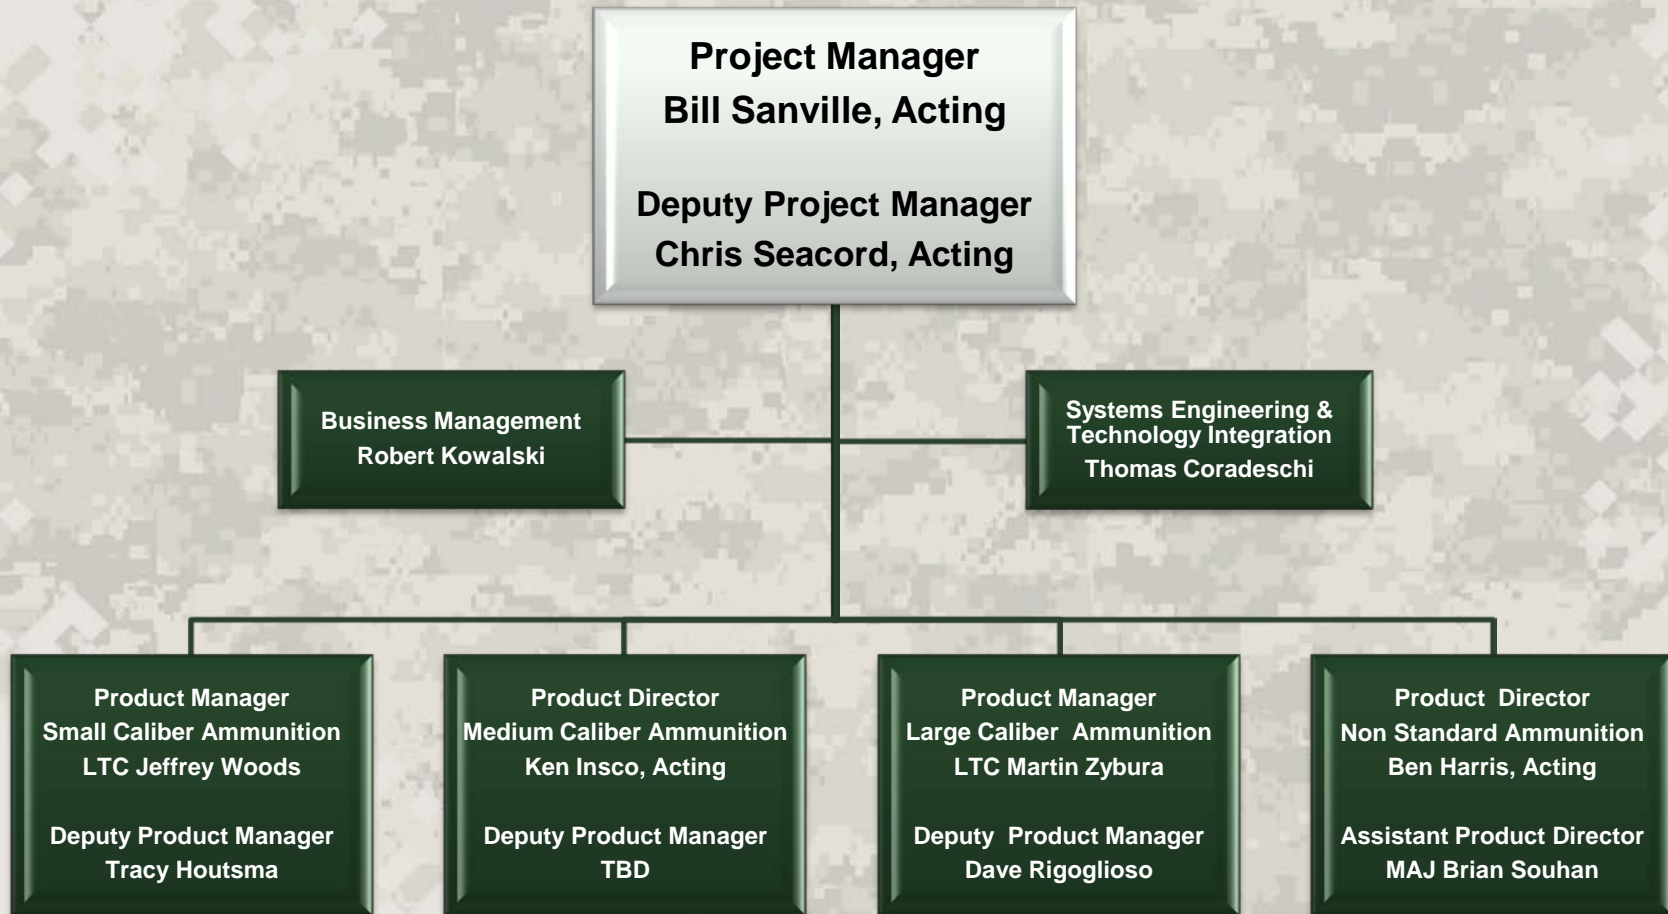 Project Manager
Bill Sanville, Acting
Deputy Project Manager
Chris Seacord, Acting
Business Management
Robert Kowalski
Systems Engineering &
Technology Integration
Thomas Coradeschi
Product Manager
Small Caliber Ammunition
LTC Jeffrey Woods
Deputy Product Manager
Tracy Houtsma
Product Director
Medium Caliber Ammunition
Ken Insco, Acting
Deputy Product Manager
TBD
Product Manager
Large Caliber Ammunition
LTC Martin Zybura
Deputy Product Manager
Dave Rigoglioso
Product Director
Non Standard Ammunition
Ben Harris, Acting
Assistant Product Director
MAJ Brian Souhan